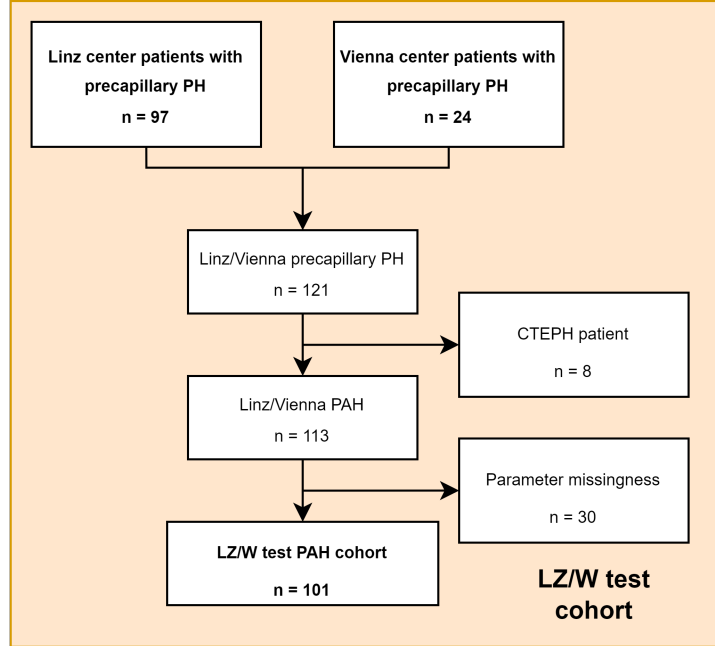 Linz center patients with
precapillary PH
n = 97
Vienna center patients with
precapillary PH
n = 24
Linz/Vienna precapillary PH
n = 121
CTEPH patient
n = 8
Linz/Vienna PAH
n = 113
Parameter missingness
n = 30
LZ/W test PAH cohort
n = 101
LZ/W test
cohort